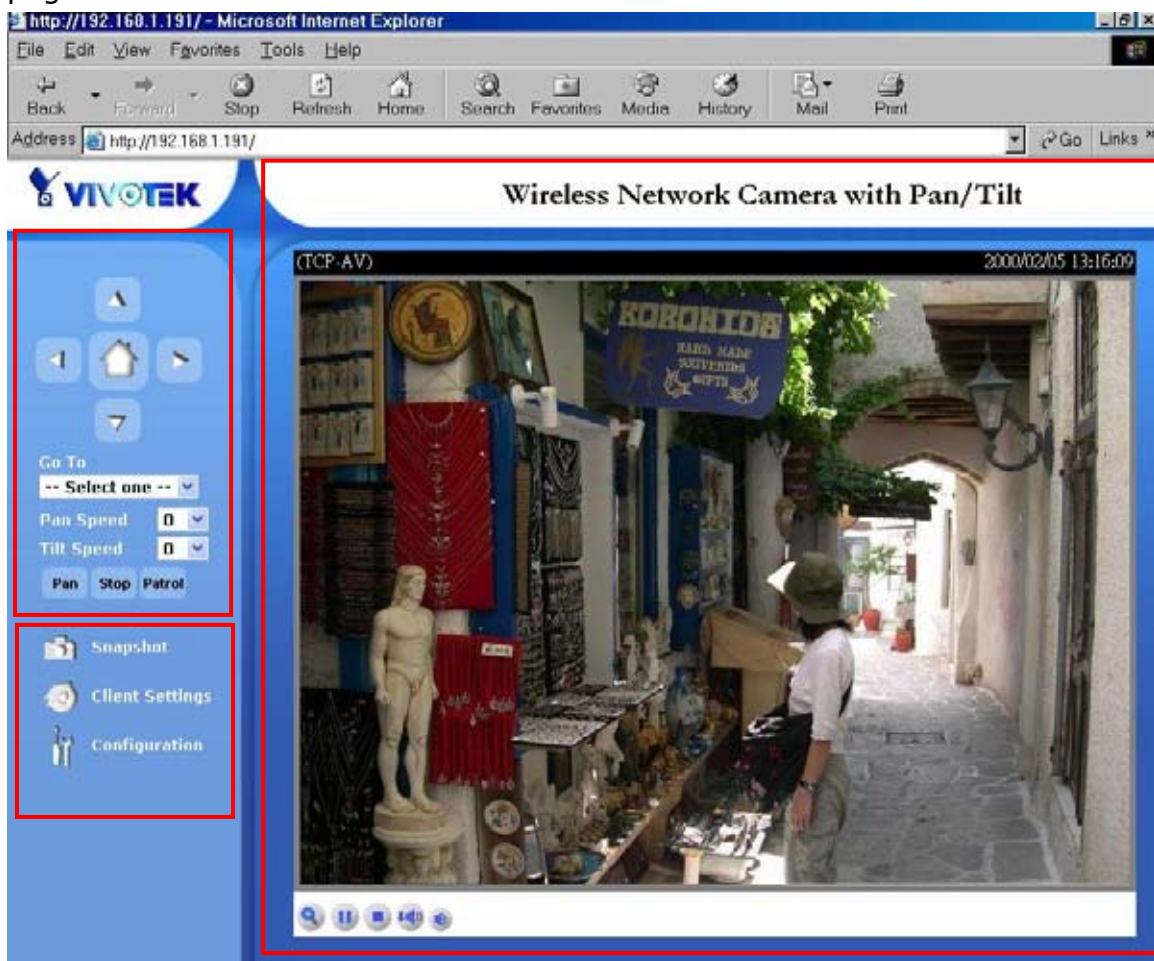 http://192.168.1.191/ - Microsoft Internet Explorer
File Edit View Favorites Tools Help
Back Forward Stop Refresh Home Search Favorites Media History Mail Print
Address http://192.168.1.191/ Go Links »
VIVOTEK
Wireless Network Camera with Pan/Tilt
(TCP-AV) 2000/02/05 13:16:09
KORONIDA
HAND MADE
SOUVENIRS
GIFTS
Go To
-- Select one --
Pan Speed 0
Tilt Speed 0
Pan Stop Patrol
Snapshot
Client Settings
Configuration